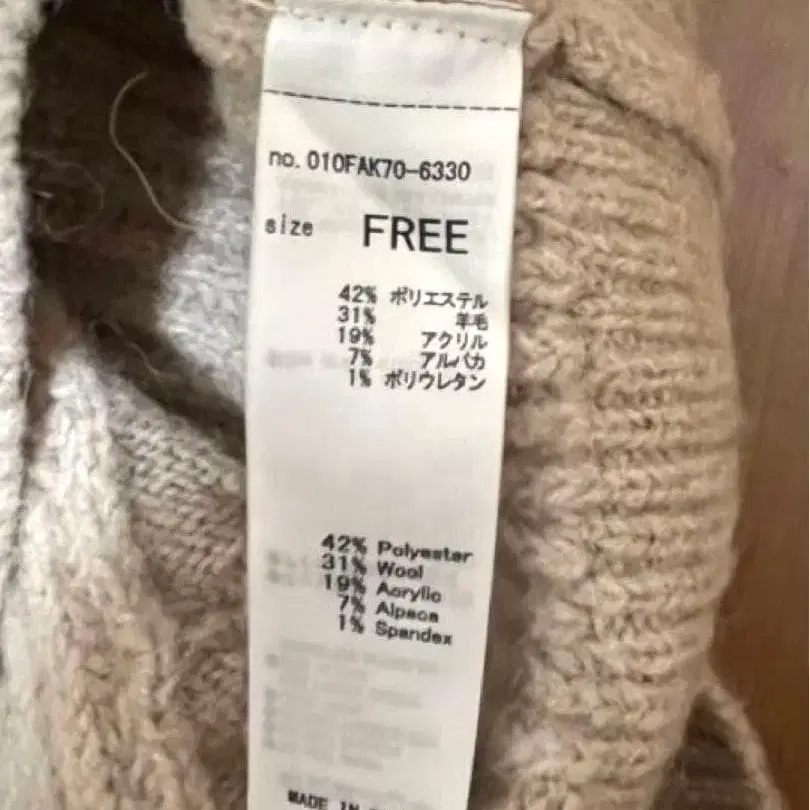 no. 010FAK70-6330
size FREE
42% ポリエステル
31% 羊毛
19% アクリル
7% アルパカ
1% ポリウレタン
42% Polyester
31% Wool
19% Acrylic
7% Alpaca
1% Spandex
MADE IN